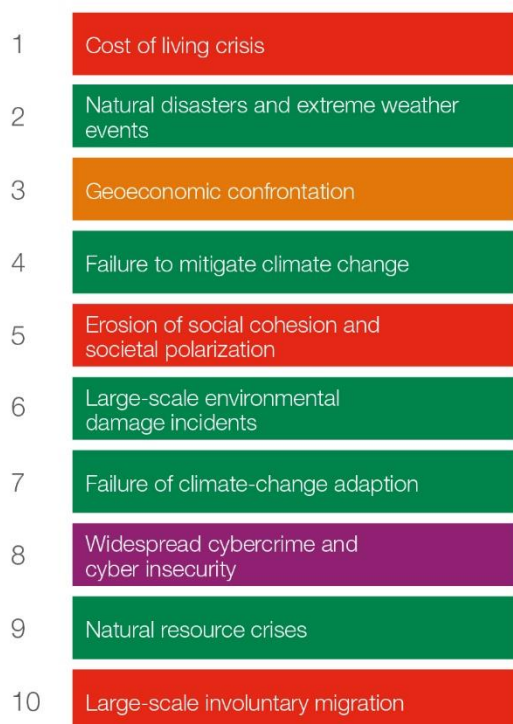 1 Cost of living crisis
2 Natural disasters and extreme weather
events
3 Geoeconomic confrontation
4 Failure to mitigate climate change
5 Erosion of social cohesion and
societal polarization
6 Large-scale environmental
damage incidents
7 Failure of climate-change adaption
8 Widespread cybercrime and
cyber insecurity
9 Natural resource crises
10 Large-scale involuntary migration